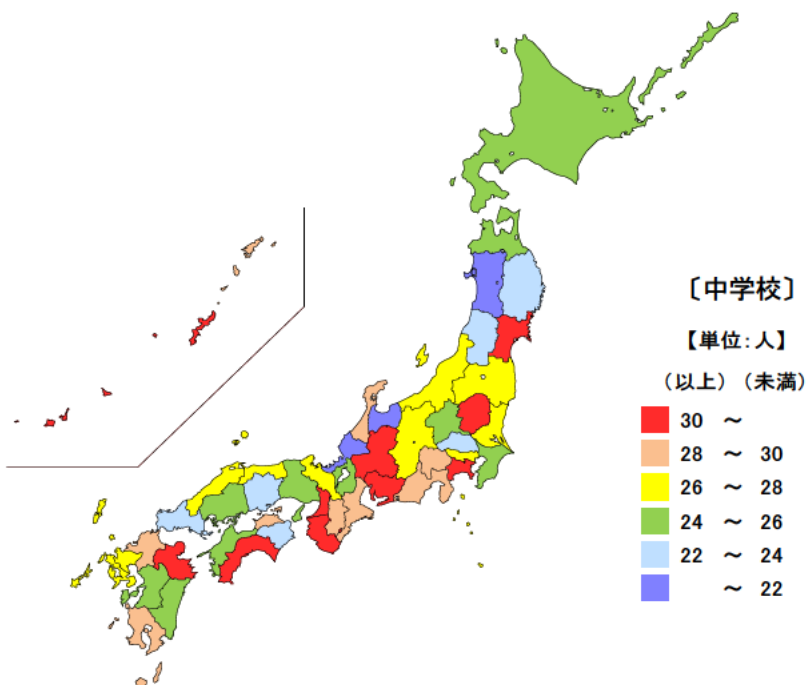 〔中学校〕
【単位:人】
(以上) (未満)
30 ～
28 ～ 30
26 ～ 28
24 ～ 26
22 ～ 24
～ 22